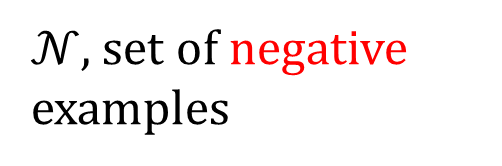 𝒩, set of negative
examples